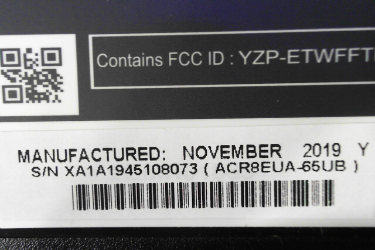 Contains FCC ID : YZP-ETWFFT
MANUFACTURED: NOVEMBER 2019 Y
S/N XA1A1945108073 ( ACR8EUA-65UB )